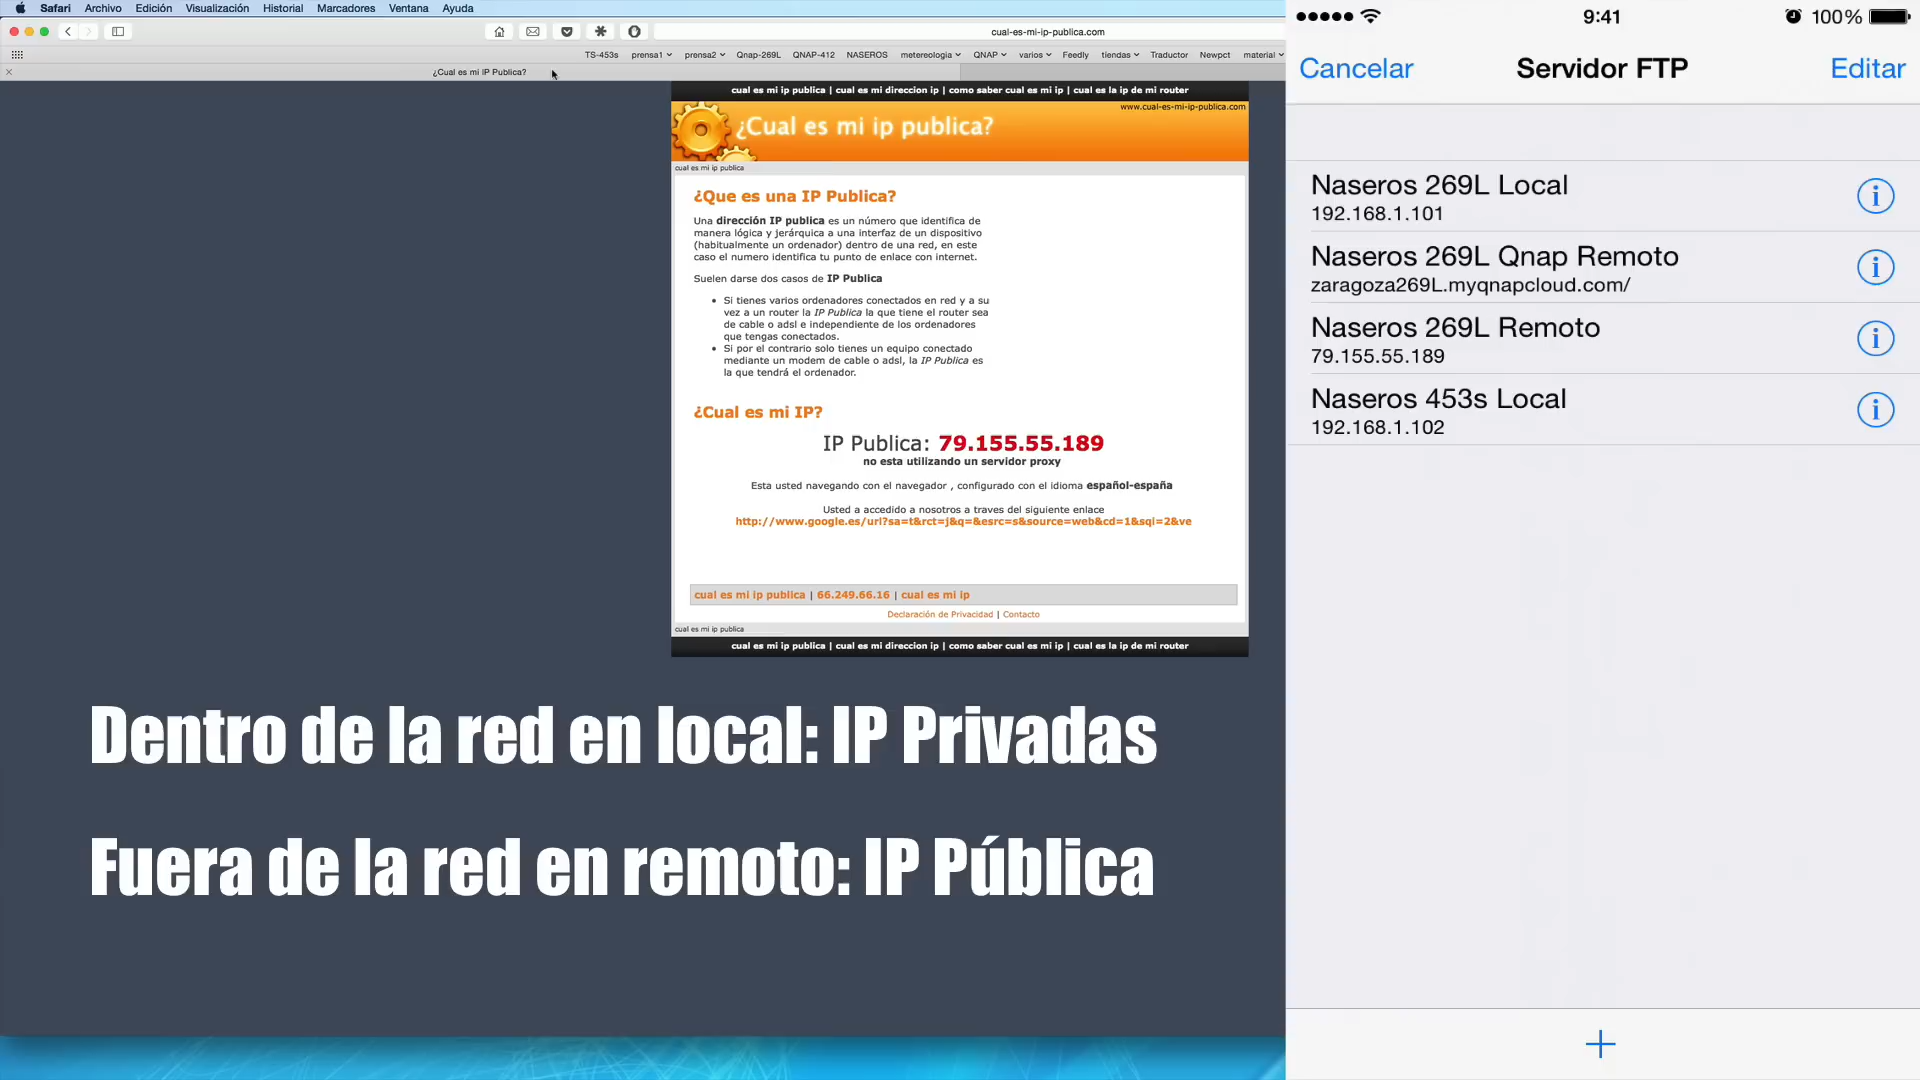 Safari Archivo Edición Visualización Historial Marcadores Ventana Ayuda
cual-es-mi-ip-publica.com
TS-453s prensa1 prensa2 Qnap-269L QNAP-412 NASEROS metereologia QNAP varios Feedly tiendas Traductor Newpct material
¿Cual es mi IP Publica?
cual es mi ip publica | cual es mi direccion ip | como saber cual es mi ip | cual es la ip de mi router
www.cual-es-mi-ip-publica.com
¿Cual es mi ip publica?
cual es mi ip publica
¿Que es una IP Publica?
Una dirección IP publica es un número que identifica de
manera lógica y jerárquica a una interfaz de un dispositivo
(habitualmente un ordenador) dentro de una red, en este
caso el numero identifica tu punto de enlace con internet.
Suelen darse dos casos de IP Publica
• Si tienes varios ordenadores conectados en red y a su
vez a un router la IP Publica la que tiene el router sea
de cable o adsl e independiente de los ordenadores
que tengas conectados.
• Si por el contrario solo tienes un equipo conectado
mediante un modem de cable o adsl, la IP Publica es
la que tendrá el ordenador.
¿Cual es mi IP?
IP Publica: 79.155.55.189
no esta utilizando un servidor proxy
Esta usted navegando con el navegador , configurado con el idioma español-españa
Usted a accedido a nosotros a traves del siguiente enlace
http://www.google.es/url?sa=t&rct=j&q=&esrc=s&source=web&cd=1&sqi=2&ve
cual es mi ip publica | 66.249.66.16 | cual es mi ip
Declaración de Privacidad | Contacto
cual es mi ip publica
cual es mi ip publica | cual es mi direccion ip | como saber cual es mi ip | cual es la ip de mi router
Dentro de la red en local: IP Privadas
Fuera de la red en remoto: IP Pública
9:41 100%
Cancelar Servidor FTP Editar
Naseros 269L Local
192.168.1.101
Naseros 269L Qnap Remoto
zaragoza269L.myqnapcloud.com/
Naseros 269L Remoto
79.155.55.189
Naseros 453s Local
192.168.1.102